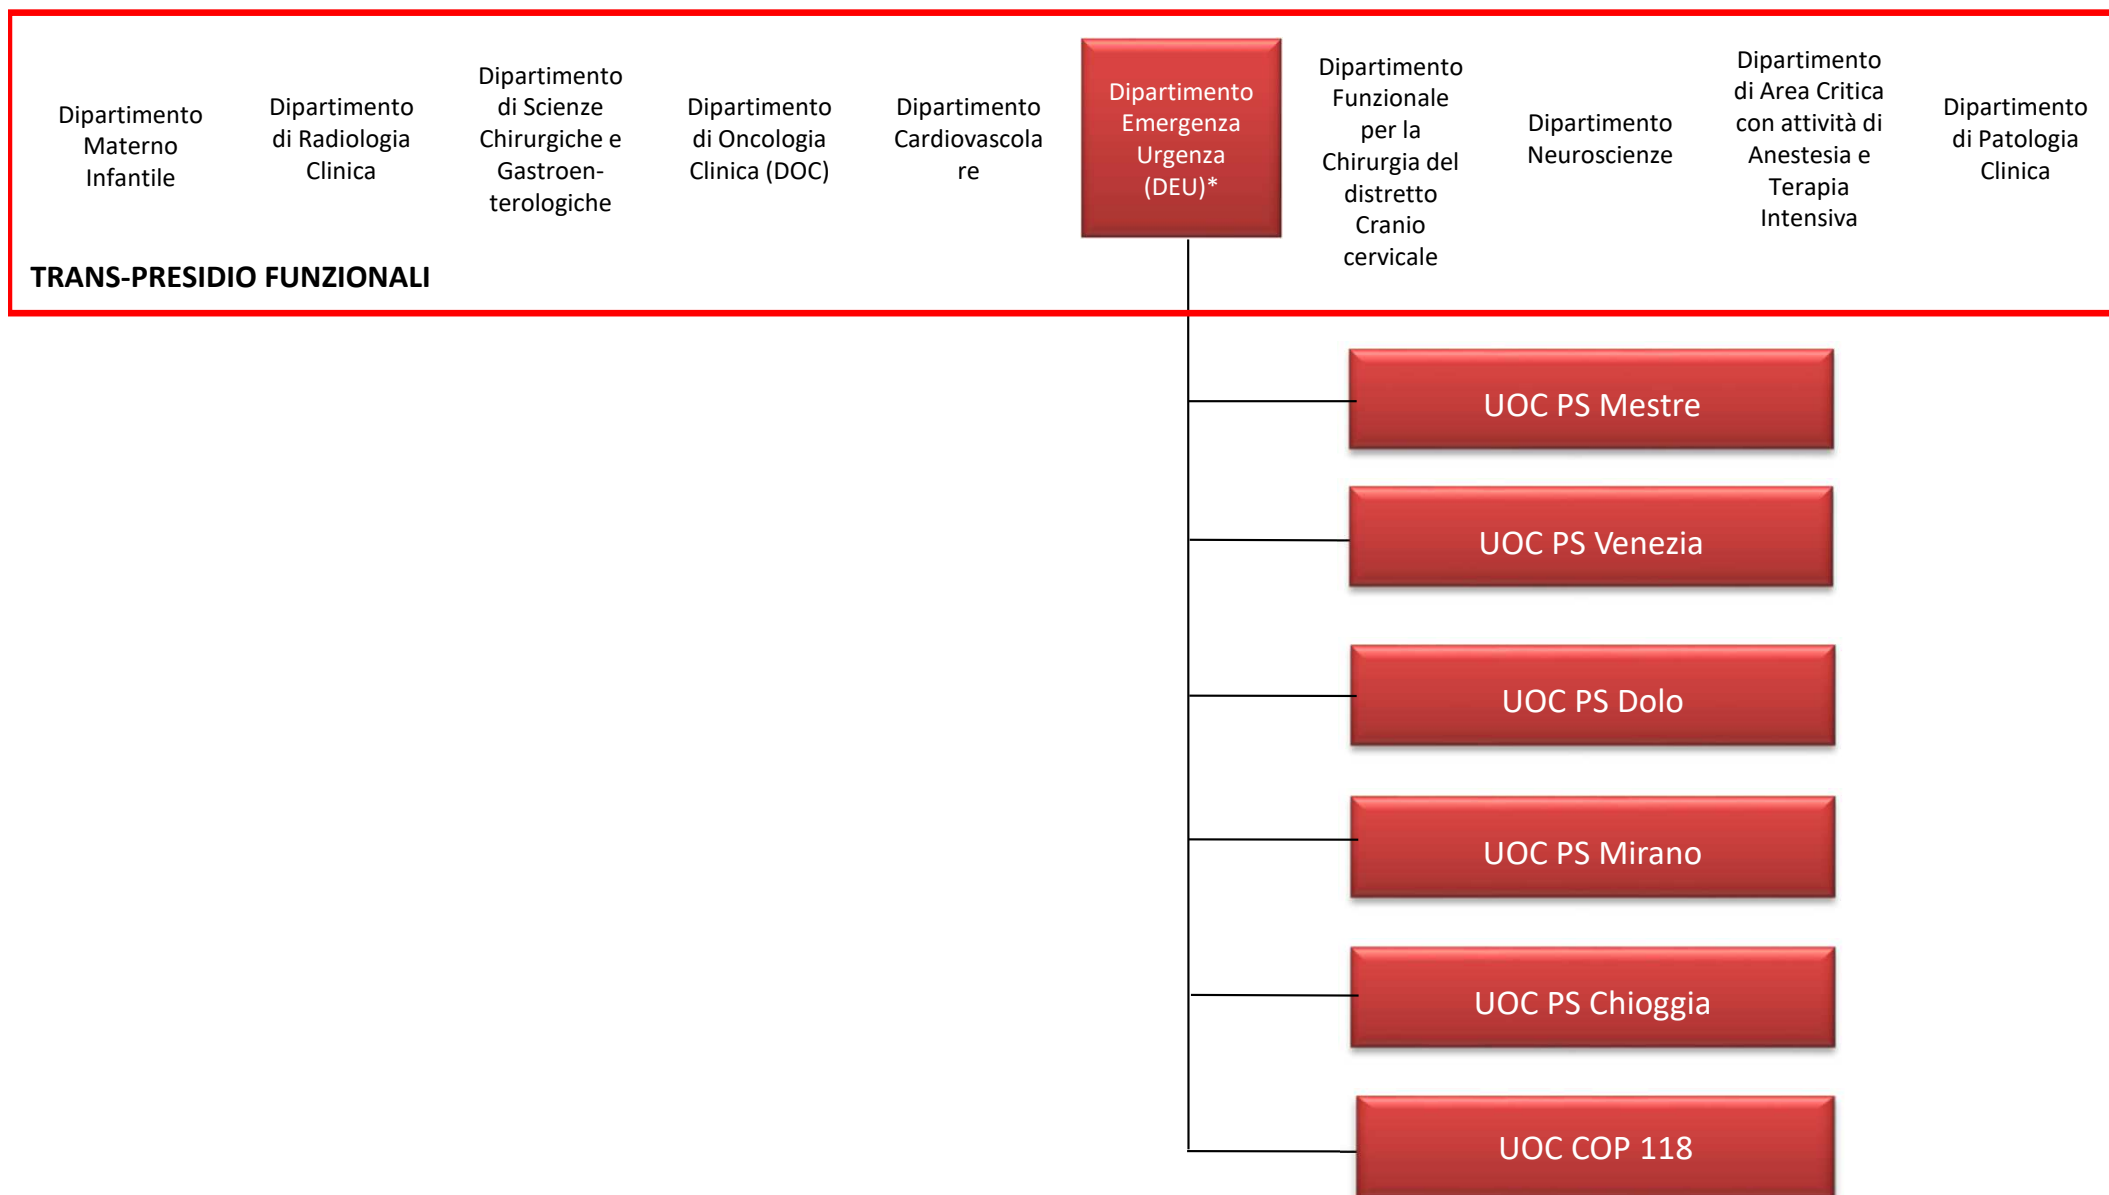 Dipartimento
Materno
Infantile
Dipartimento
di Radiologia
Clinica
Dipartimento
di Scienze
Chirurgiche e
Gastroen-
terologiche
Dipartimento
di Oncologia
Clinica (DOC)
Dipartimento
Cardiovascola
re
Dipartimento
Emergenza
Urgenza
(DEU)*
Dipartimento
Funzionale
per la
Chirurgia del
distretto
Cranio
cervicale
Dipartimento
Neuroscienze
Dipartimento
di Area Critica
con attività di
Anestesia e
Terapia
Intensiva
Dipartimento
di Patologia
Clinica
TRANS-PRESIDIO FUNZIONALI
UOC PS Mestre
UOC PS Venezia
UOC PS Dolo
UOC PS Mirano
UOC PS Chioggia
UOC COP 118